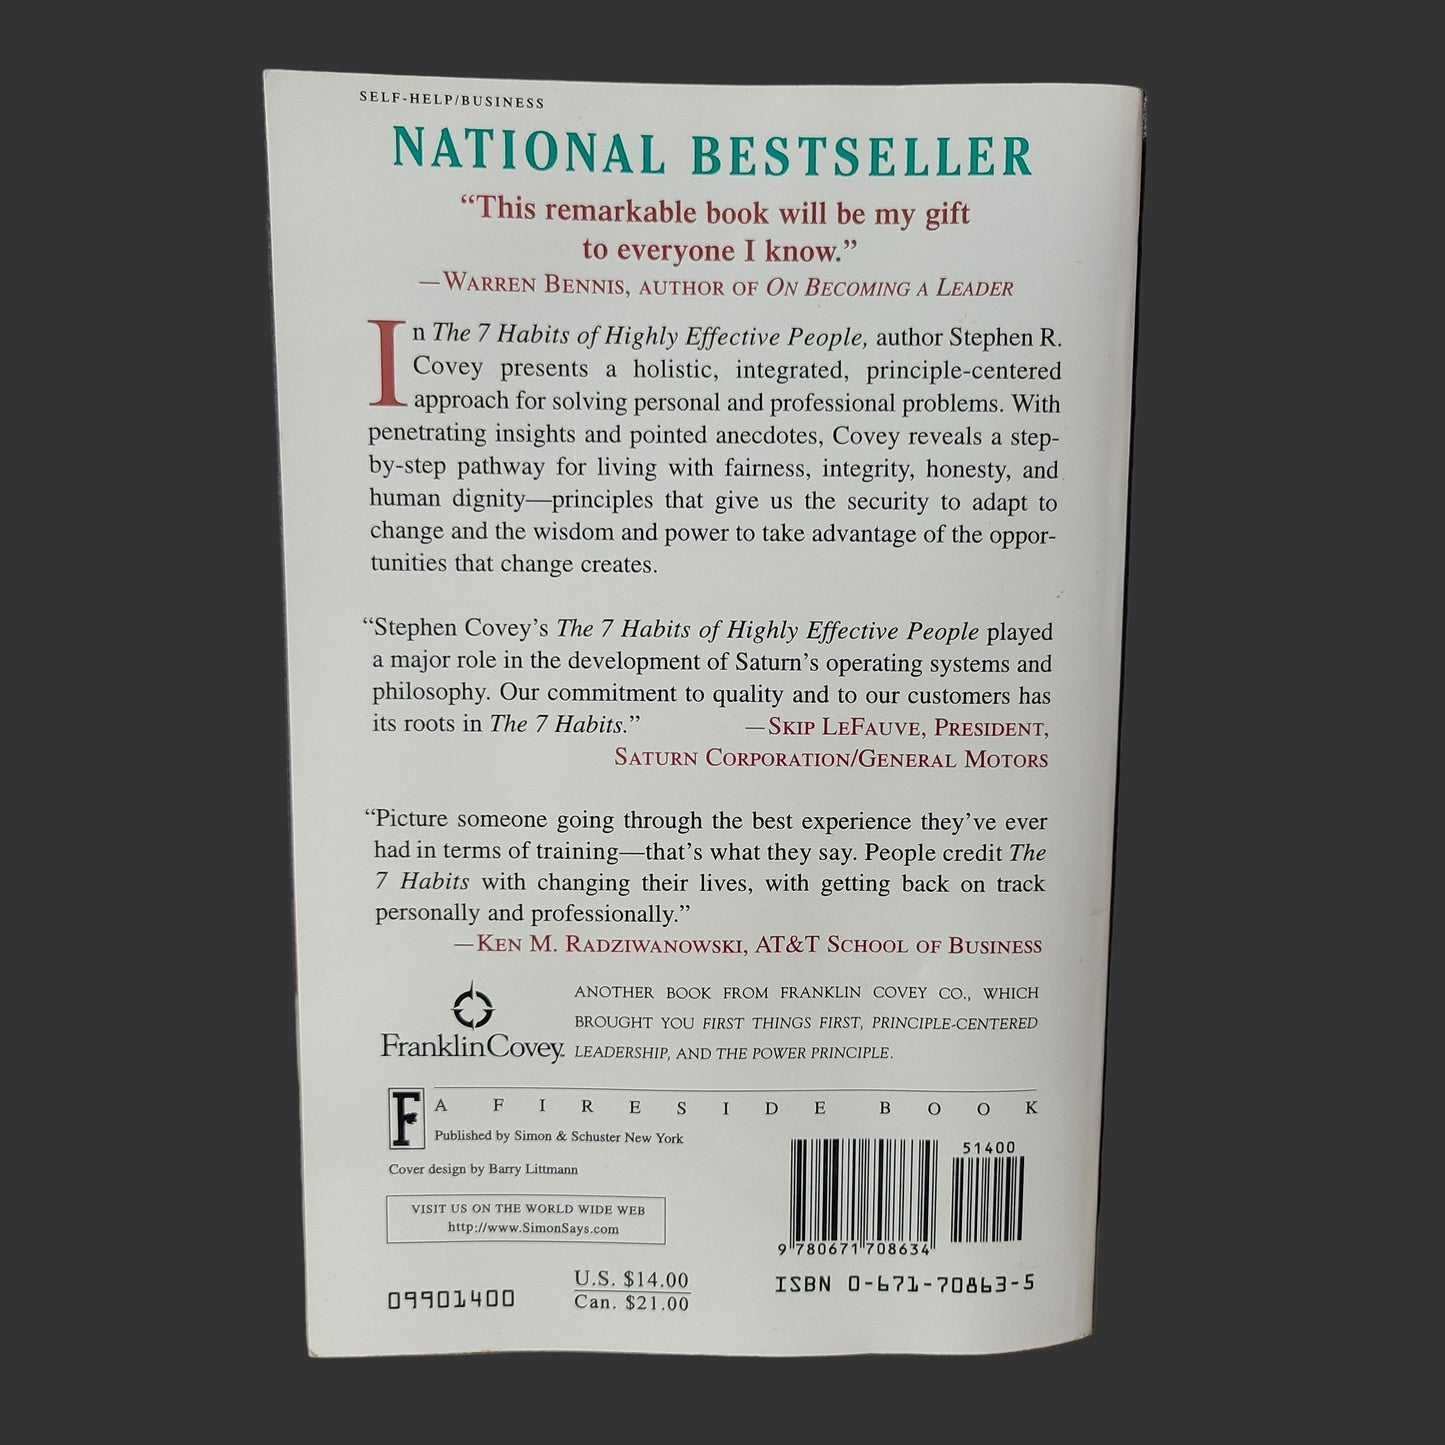 SELF-HELP/BUSINESS
NATIONAL BESTSELLER
“This remarkable book will be my gift
to everyone I know.”
—WARREN BENNIS, AUTHOR OF ON BECOMING A LEADER
In The 7 Habits of Highly Effective People, author Stephen R.
Covey presents a holistic, integrated, principle-centered
approach for solving personal and professional problems. With
penetrating insights and pointed anecdotes, Covey reveals a step-
by-step pathway for living with fairness, integrity, honesty, and
human dignity—principles that give us the security to adapt to
change and the wisdom and power to take advantage of the oppor-
tunities that change creates.
“Stephen Covey’s The 7 Habits of Highly Effective People played
a major role in the development of Saturn’s operating systems and
philosophy. Our commitment to quality and to our customers has
its roots in The 7 Habits.” —SKIP LEFAUVE, PRESIDENT,
SATURN CORPORATION/GENERAL MOTORS
“Picture someone going through the best experience they’ve ever
had in terms of training—that’s what they say. People credit The
7 Habits with changing their lives, with getting back on track
personally and professionally.”
—KEN M. RADZIWANOWSKI, AT&T SCHOOL OF BUSINESS
FranklinCovey™
ANOTHER BOOK FROM FRANKLIN COVEY CO., WHICH
BROUGHT YOU FIRST THINGS FIRST, PRINCIPLE-CENTERED
LEADERSHIP, AND THE POWER PRINCIPLE.
F
A FIRESIDE BOOK
Published by Simon & Schuster New York
Cover design by Barry Littmann
VISIT US ON THE WORLD WIDE WEB
http://www.SimonSays.com
09901400
U.S. $14.00
Can. $21.00
51400
9 780671 708634
ISBN 0-671-70863-5